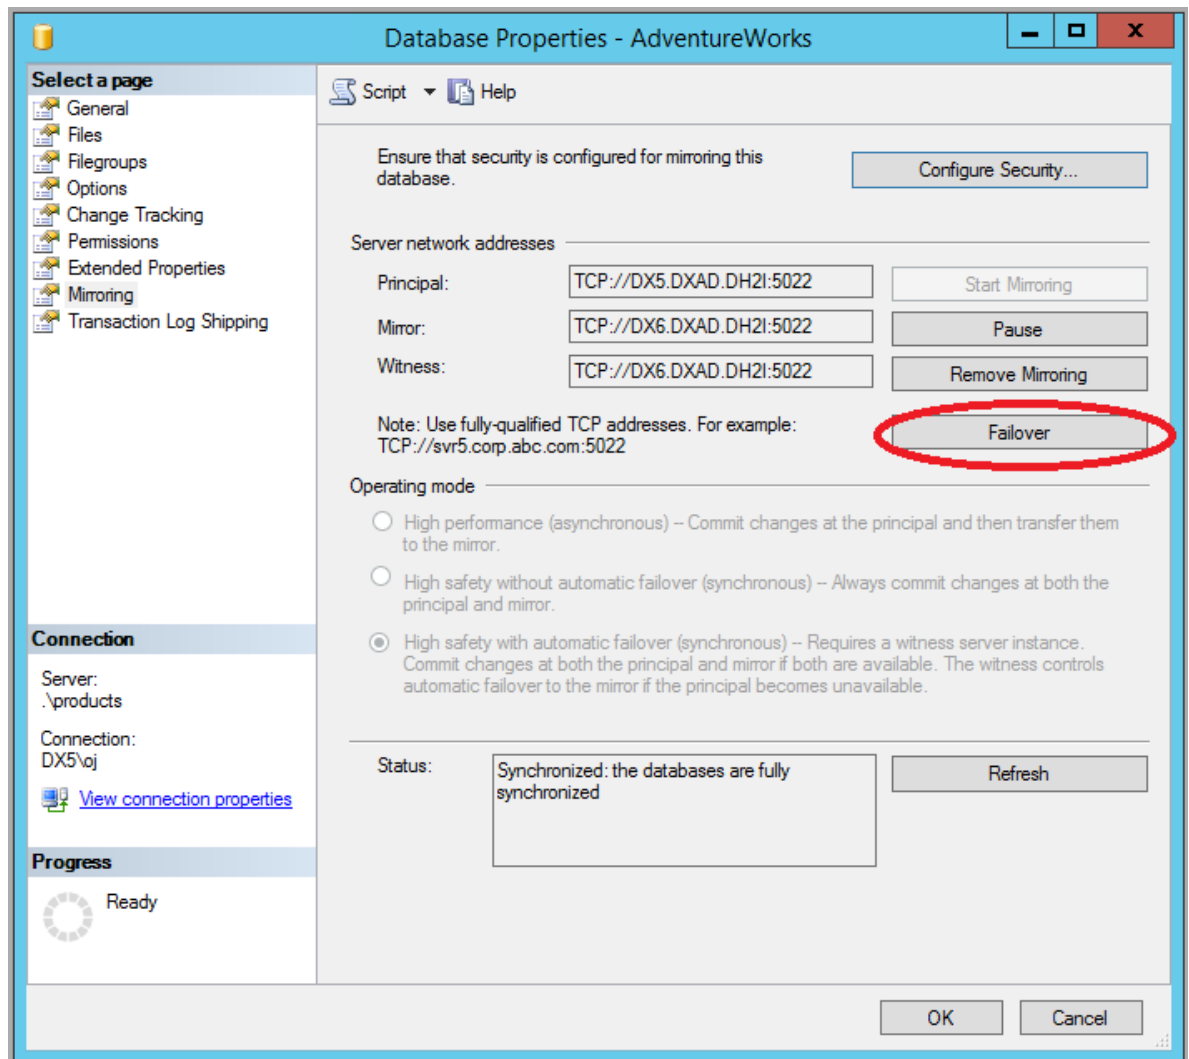 Database Properties - AdventureWorks
x
Select a page
General
Files
Filegroups
Options
Change Tracking
Permissions
Extended Properties
Mirroring
Transaction Log Shipping
Connection
Server:
.\products
Connection:
DX5\oj
View connection properties
Progress
Ready
Script
Help
Ensure that security is configured for mirroring this
database.
Configure Security...
Server network addresses
Principal:
TCP://DX5.DXAD.DH2I:5022
Start Mirroring
Mirror:
TCP://DX6.DXAD.DH2I:5022
Pause
Witness:
TCP://DX6.DXAD.DH2I:5022
Remove Mirroring
Note: Use fully-qualified TCP addresses. For example:
TCP://svr5.corp.abc.com:5022
Failover
Operating mode
High performance (asynchronous) – Commit changes at the principal and then transfer them
to the mirror.
High safety without automatic failover (synchronous) – Always commit changes at both the
principal and mirror.
High safety with automatic failover (synchronous) – Requires a witness server instance.
Commit changes at both the principal and mirror if both are available. The witness controls
automatic failover to the mirror if the principal becomes unavailable.
Status:
Synchronized: the databases are fully
synchronized
Refresh
OK
Cancel